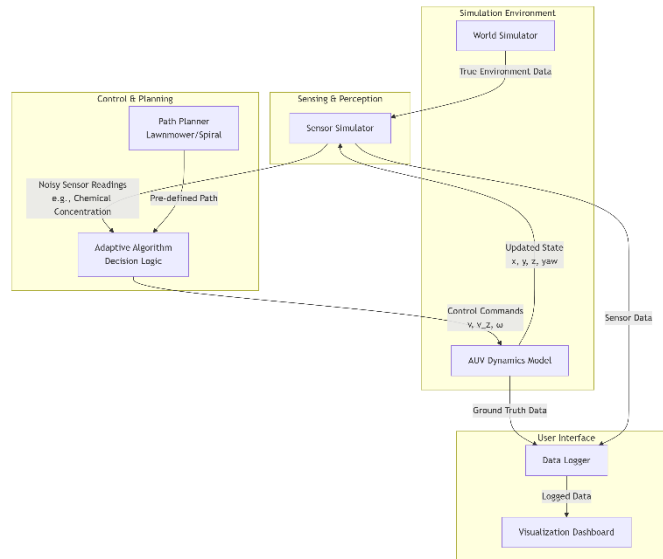 Simulation Environment
World Simulator
True Environment Data
Control & Planning
Path Planner
Lawnmower/Spiral
Sensing & Perception
Sensor Simulator
Noisy Sensor Readings
e.g., Chemical
Concentration
Pre-defined Path
Adaptive Algorithm
Decision Logic
Updated State
x, y, z, yaw
Control Commands
v, v_z, ω
Sensor Data
AUV Dynamics Model
Ground Truth Data
User Interface
Data Logger
Logged Data
Visualization Dashboard